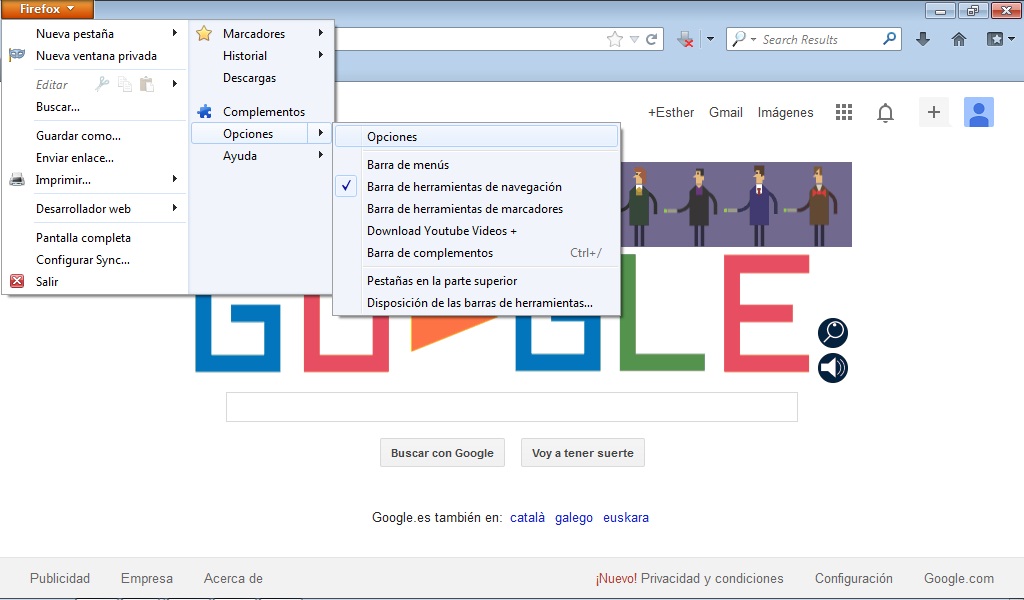 Firefox
Nueva pestaña
Nueva ventana privada
Editar
Buscar...
Guardar como...
Enviar enlace...
Imprimir...
Desarrollador web
Pantalla completa
Configurar Sync...
Salir
Marcadores
Historial
Descargas
Complementos
Opciones
Ayuda
Opciones
Barra de menús
Barra de herramientas de navegación
Barra de herramientas de marcadores
Download Youtube Videos +
Barra de complementos Ctrl+/
Pestañas en la parte superior
Disposición de las barras de herramientas...
Search Results
+Esther Gmail Imágenes
GOOGLE
Buscar con Google Voy a tener suerte
Google.es también en: català galego euskara
Publicidad Empresa Acerca de ¡Nuevo! Privacidad y condiciones Configuración Google.com